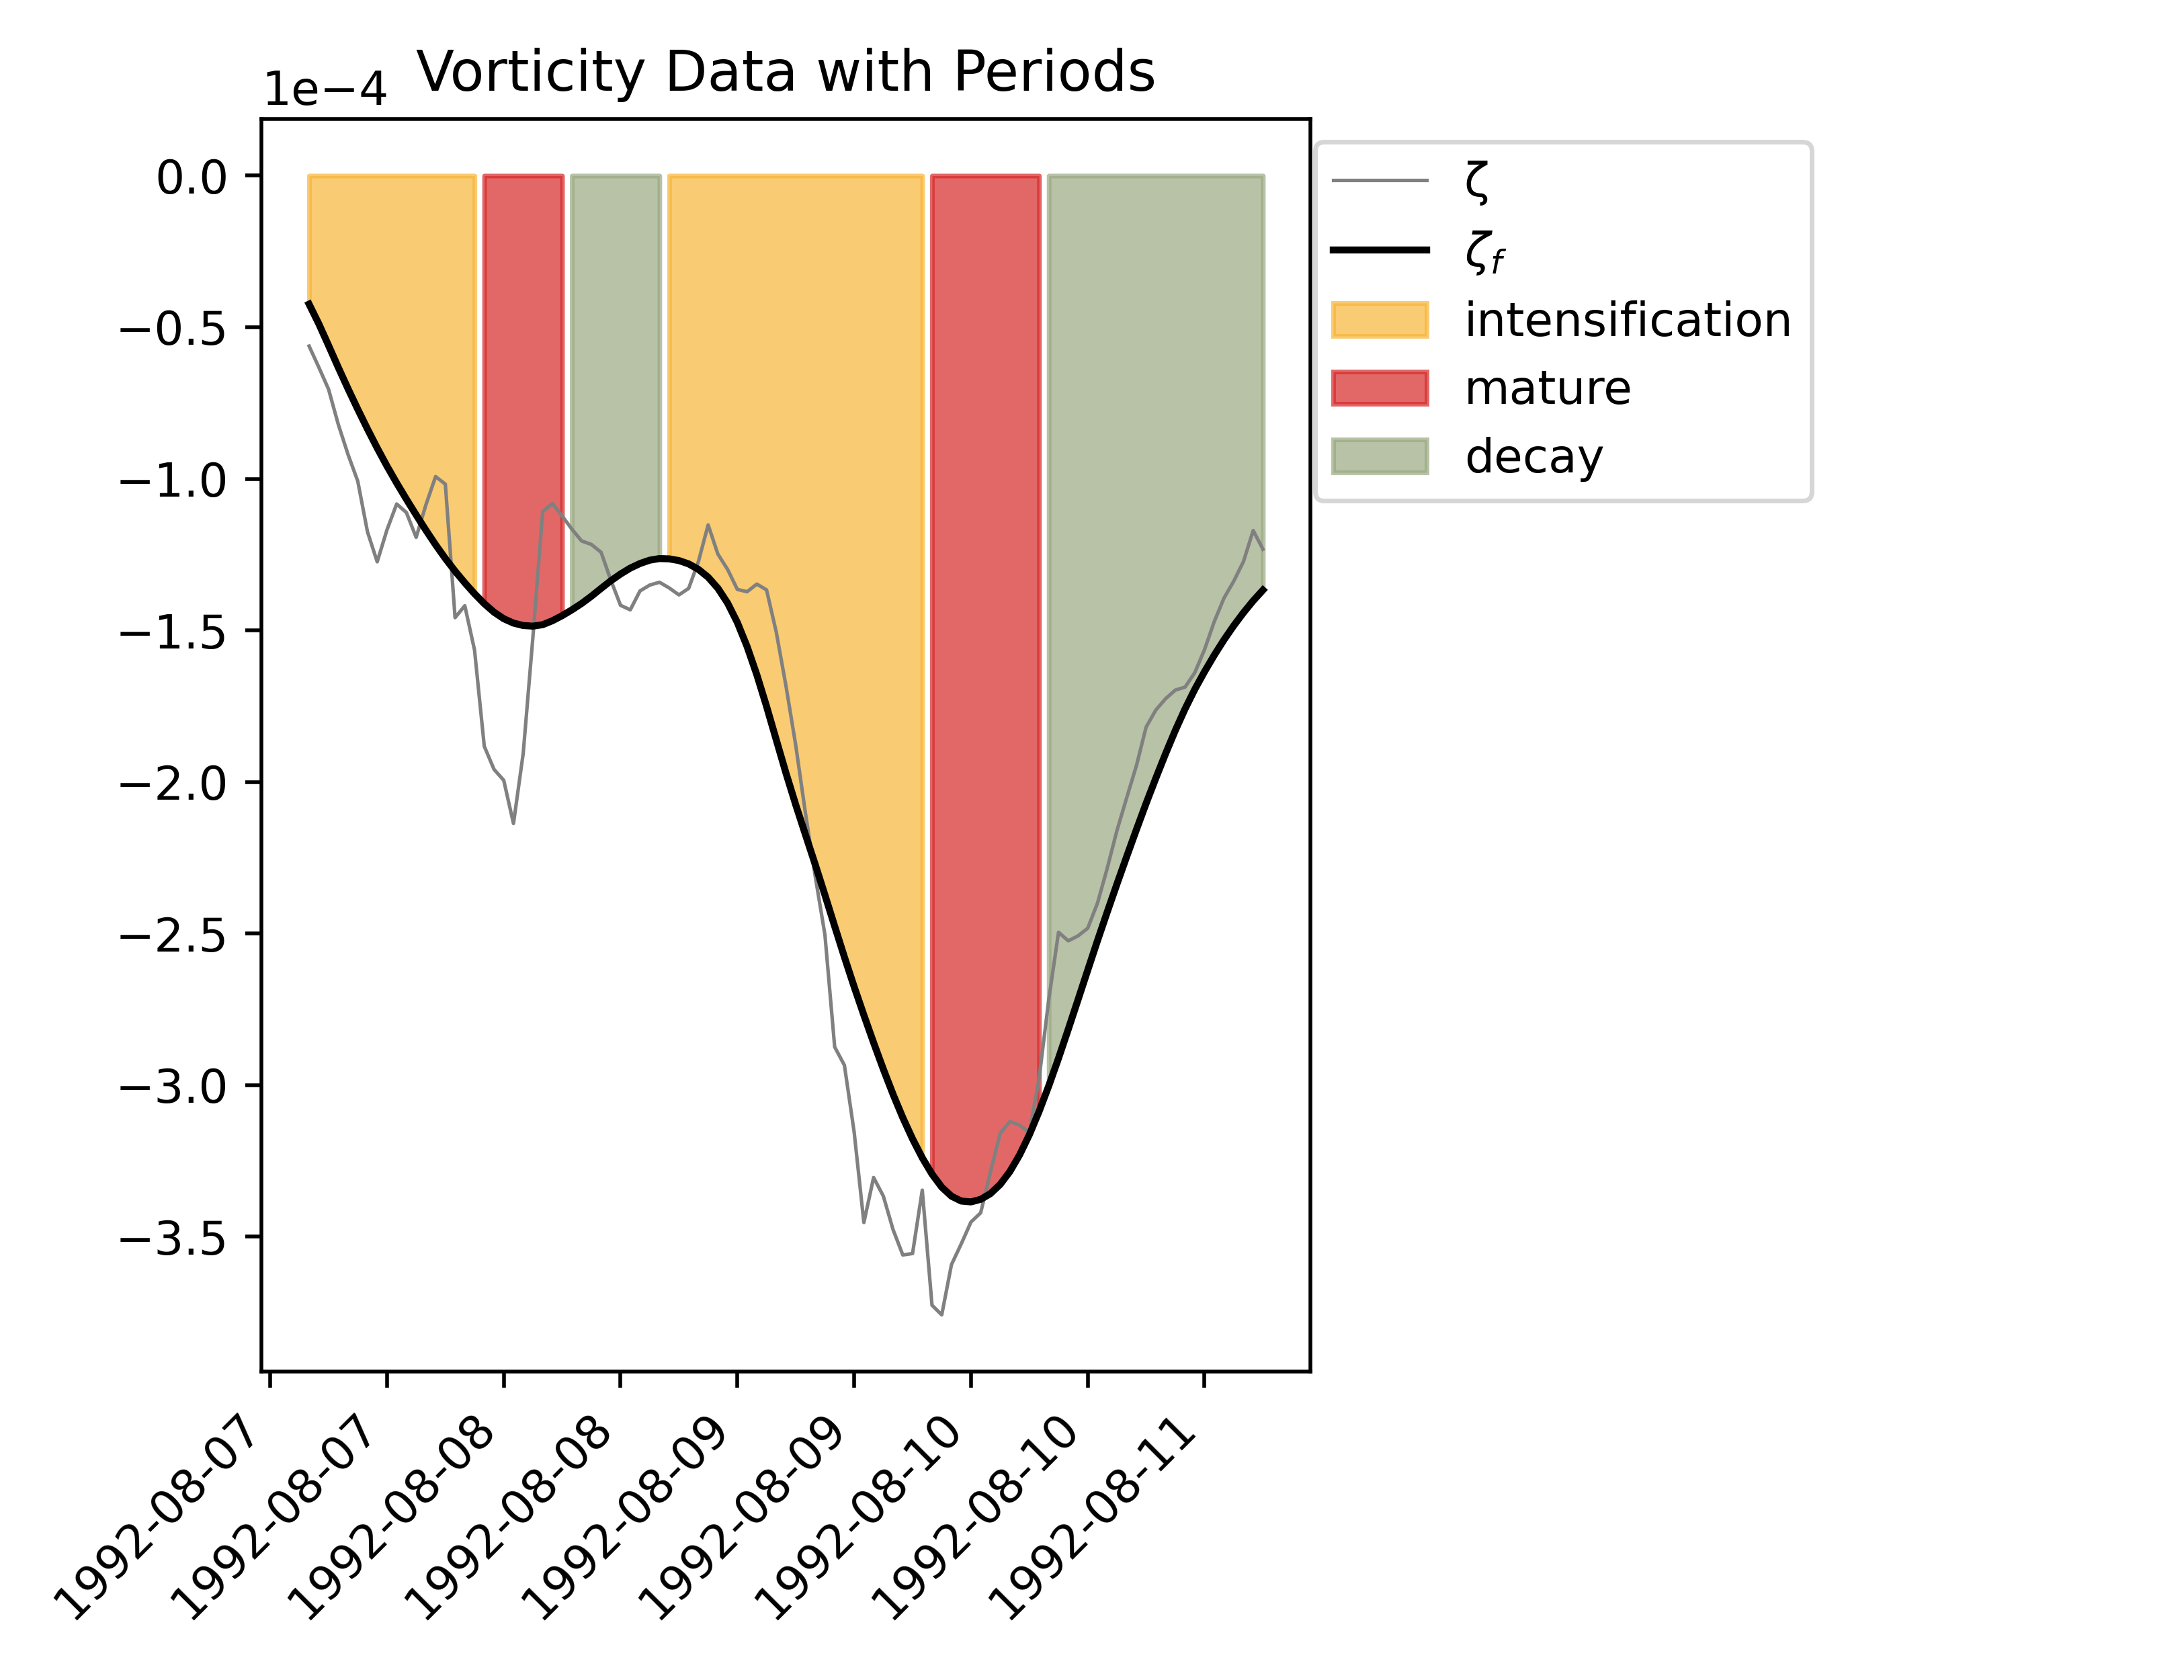 Vorticity Data with Periods
1e−4
0.0
−0.5
−1.0
−1.5
−2.0
−2.5
−3.0
−3.5
ζ
ζf
intensification
mature
decay
1992-08-07
1992-08-07
1992-08-08
1992-08-08
1992-08-09
1992-08-09
1992-08-10
1992-08-10
1992-08-11